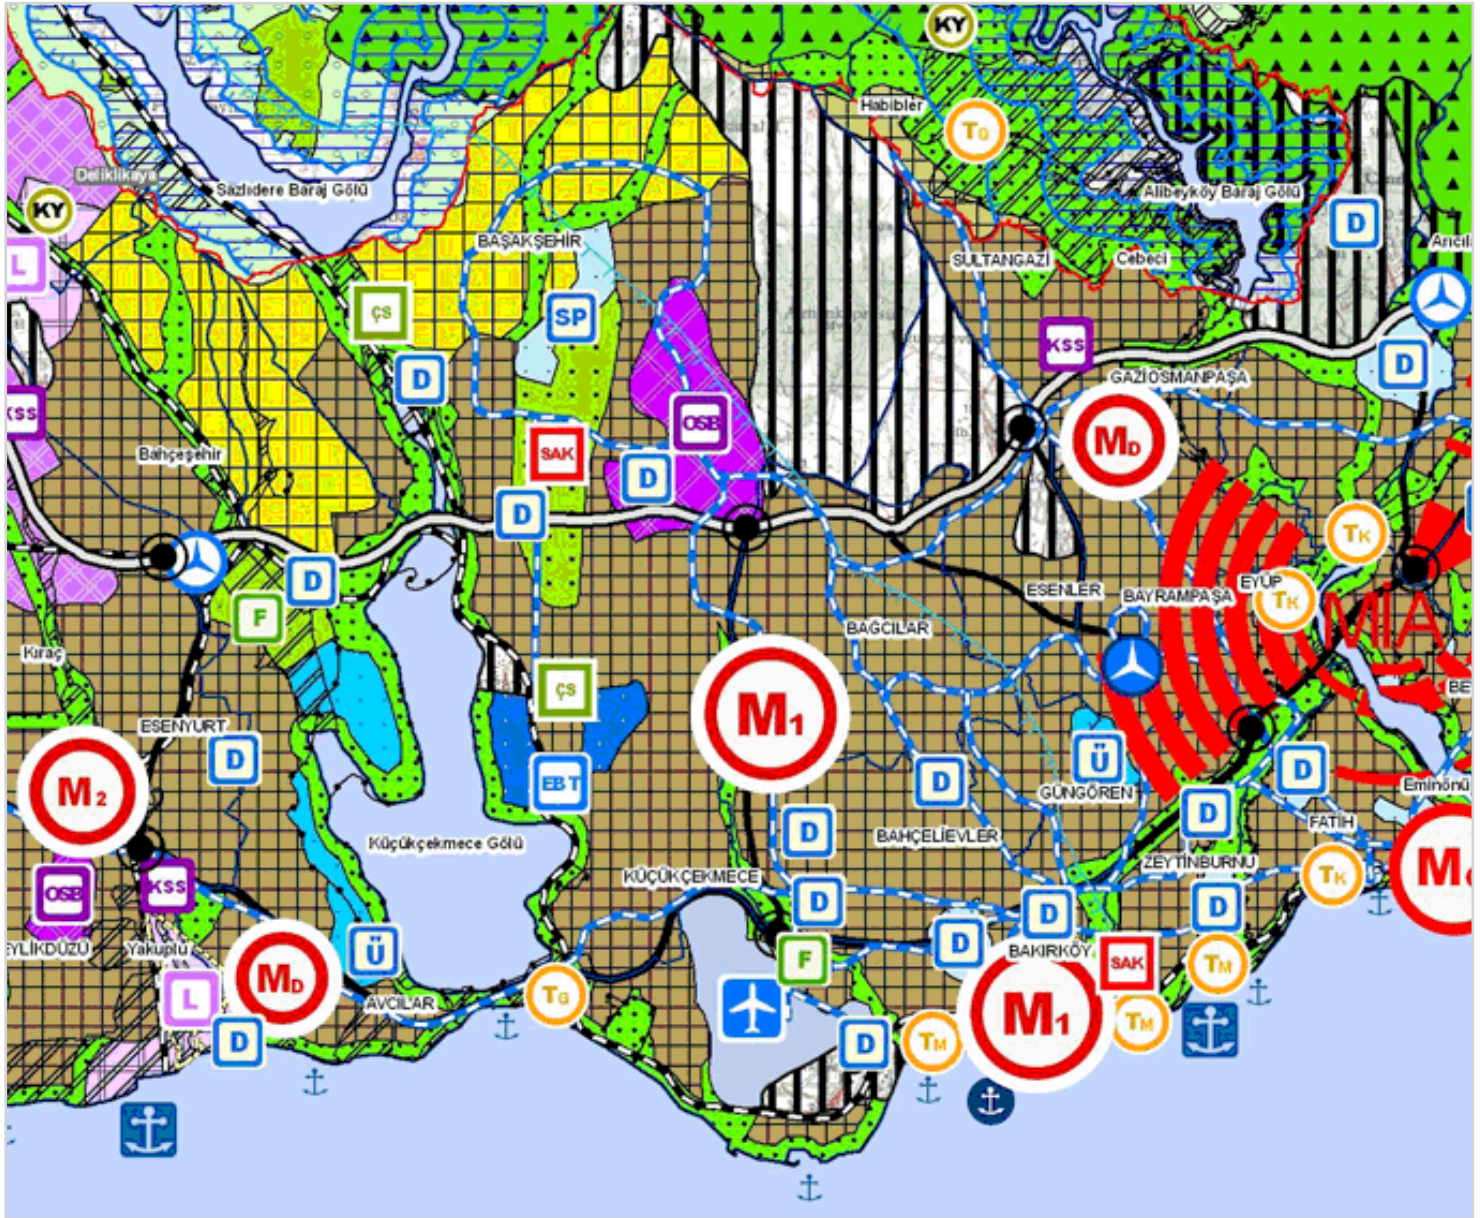 KY
Habibler
TG
Deliklikaya
Sazlıdere Baraj Gölü
Alibeyköy Baraj Gölü
KY
D
BAŞAKŞEHİR
SULTANGAZİ
Cebeci
L
ÇS
SP
KSS
D
D
GAZİOSMANPAŞA
KSS
OSB
MD
Bahçeşehir
SAK
D
D
TK
D
F
ESENLER
BAYRAMPAŞA
EYÜP
TK
MİA
BAĞCILAR
Kıraç
ÇS
M1
ESENYURT
D
M2
EBT
D
Ü
D
GÜNGÖREN
Eminönü
D
FATİH
D
BAHÇELİEVLER
Küçükçekmece Gölü
ZEYTİNBURNU
KÜÇÜKÇEKMECE
TK
OSB
KSS
D
D
D
Yakuplu
Ü
D
BAKIRKÖY
MD
F
SAK
TM
L
AVCILAR
TG
M1
TM
D
D
TM